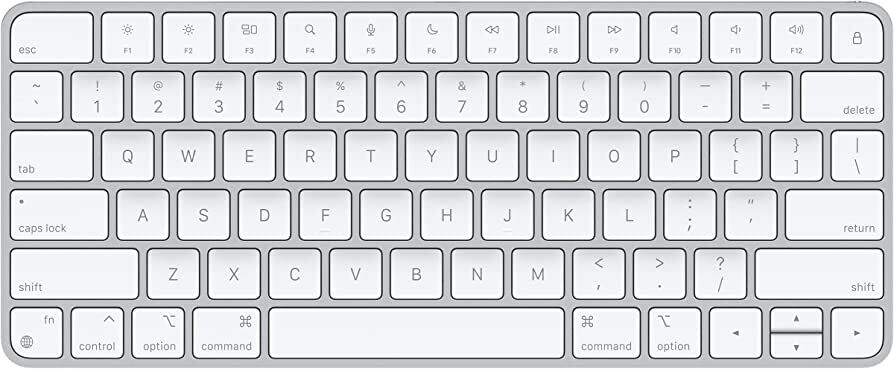 esc F1 F2 F3 F4 F5 F6 F7 F8 F9 F10 F11 F12
~ ! @ # $ % ^ & * ( ) _ +
` 1 2 3 4 5 6 7 8 9 0 - = delete
tab Q W E R T Y U I O P { [ } ] | \
caps lock A S D F G H J K L : ; " ' return
shift Z X C V B N M < , > . ? / shift
fn control option command command option